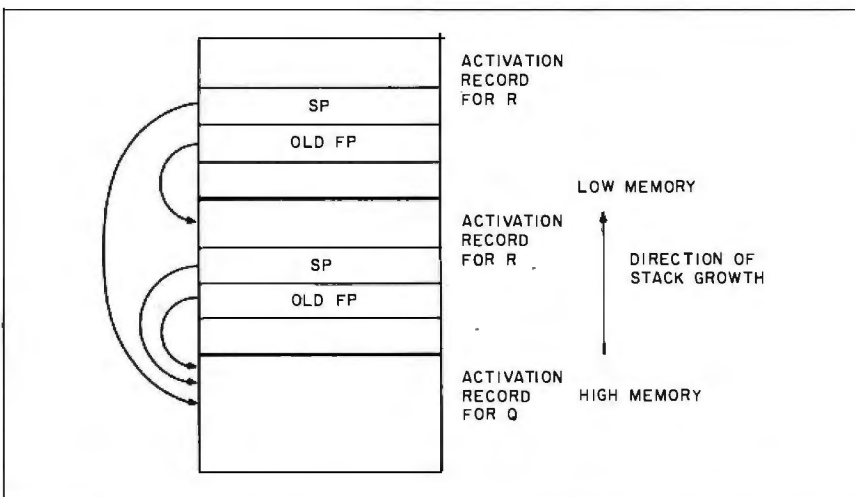 ACTIVATION
RECORD
FOR R
SP
OLD FP
LOW MEMORY
ACTIVATION
RECORD
FOR R
DIRECTION OF
STACK GROWTH
SP
OLD FP
ACTIVATION
RECORD
FOR Q
HIGH MEMORY